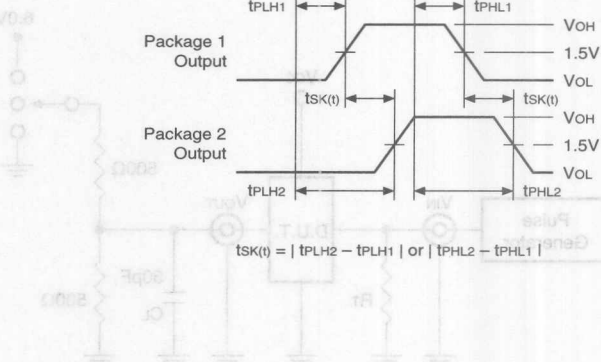 tPLH1 tPHL1
VOH
Package 1
Output
1.5V
VOL
tSK(t) tSK(t)
VOH
Package 2
Output
1.5V
VOL
tPLH2 tPHL2
tSK(t) = | tPLH2 – tPLH1 | or | tPHL2 – tPHL1 |
6.0V
500Ω
VOUT
D.U.T.
VIN
Pulse
Generator
30pF
CL
500Ω
RT